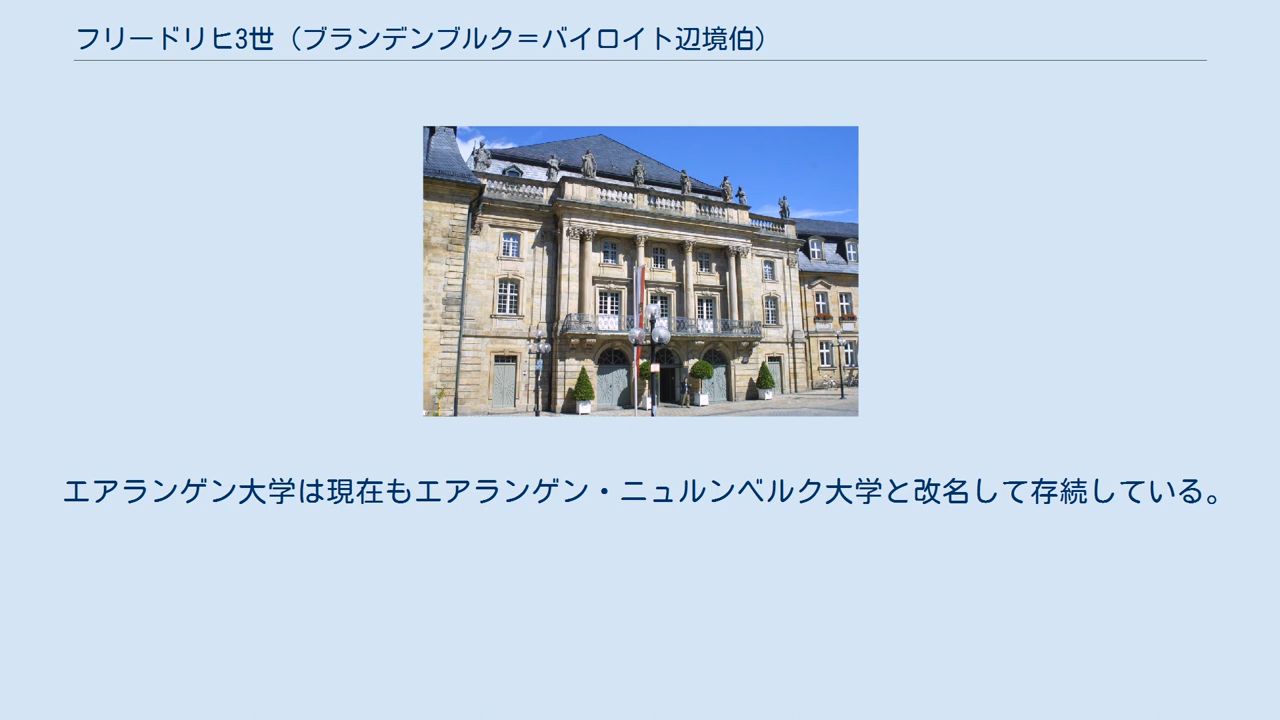 フリードリヒ3世（ブランデンブルク＝バイロイト辺境伯）
エアランゲン大学は現在もエアランゲン・ニュルンベルク大学と改名して存続している。